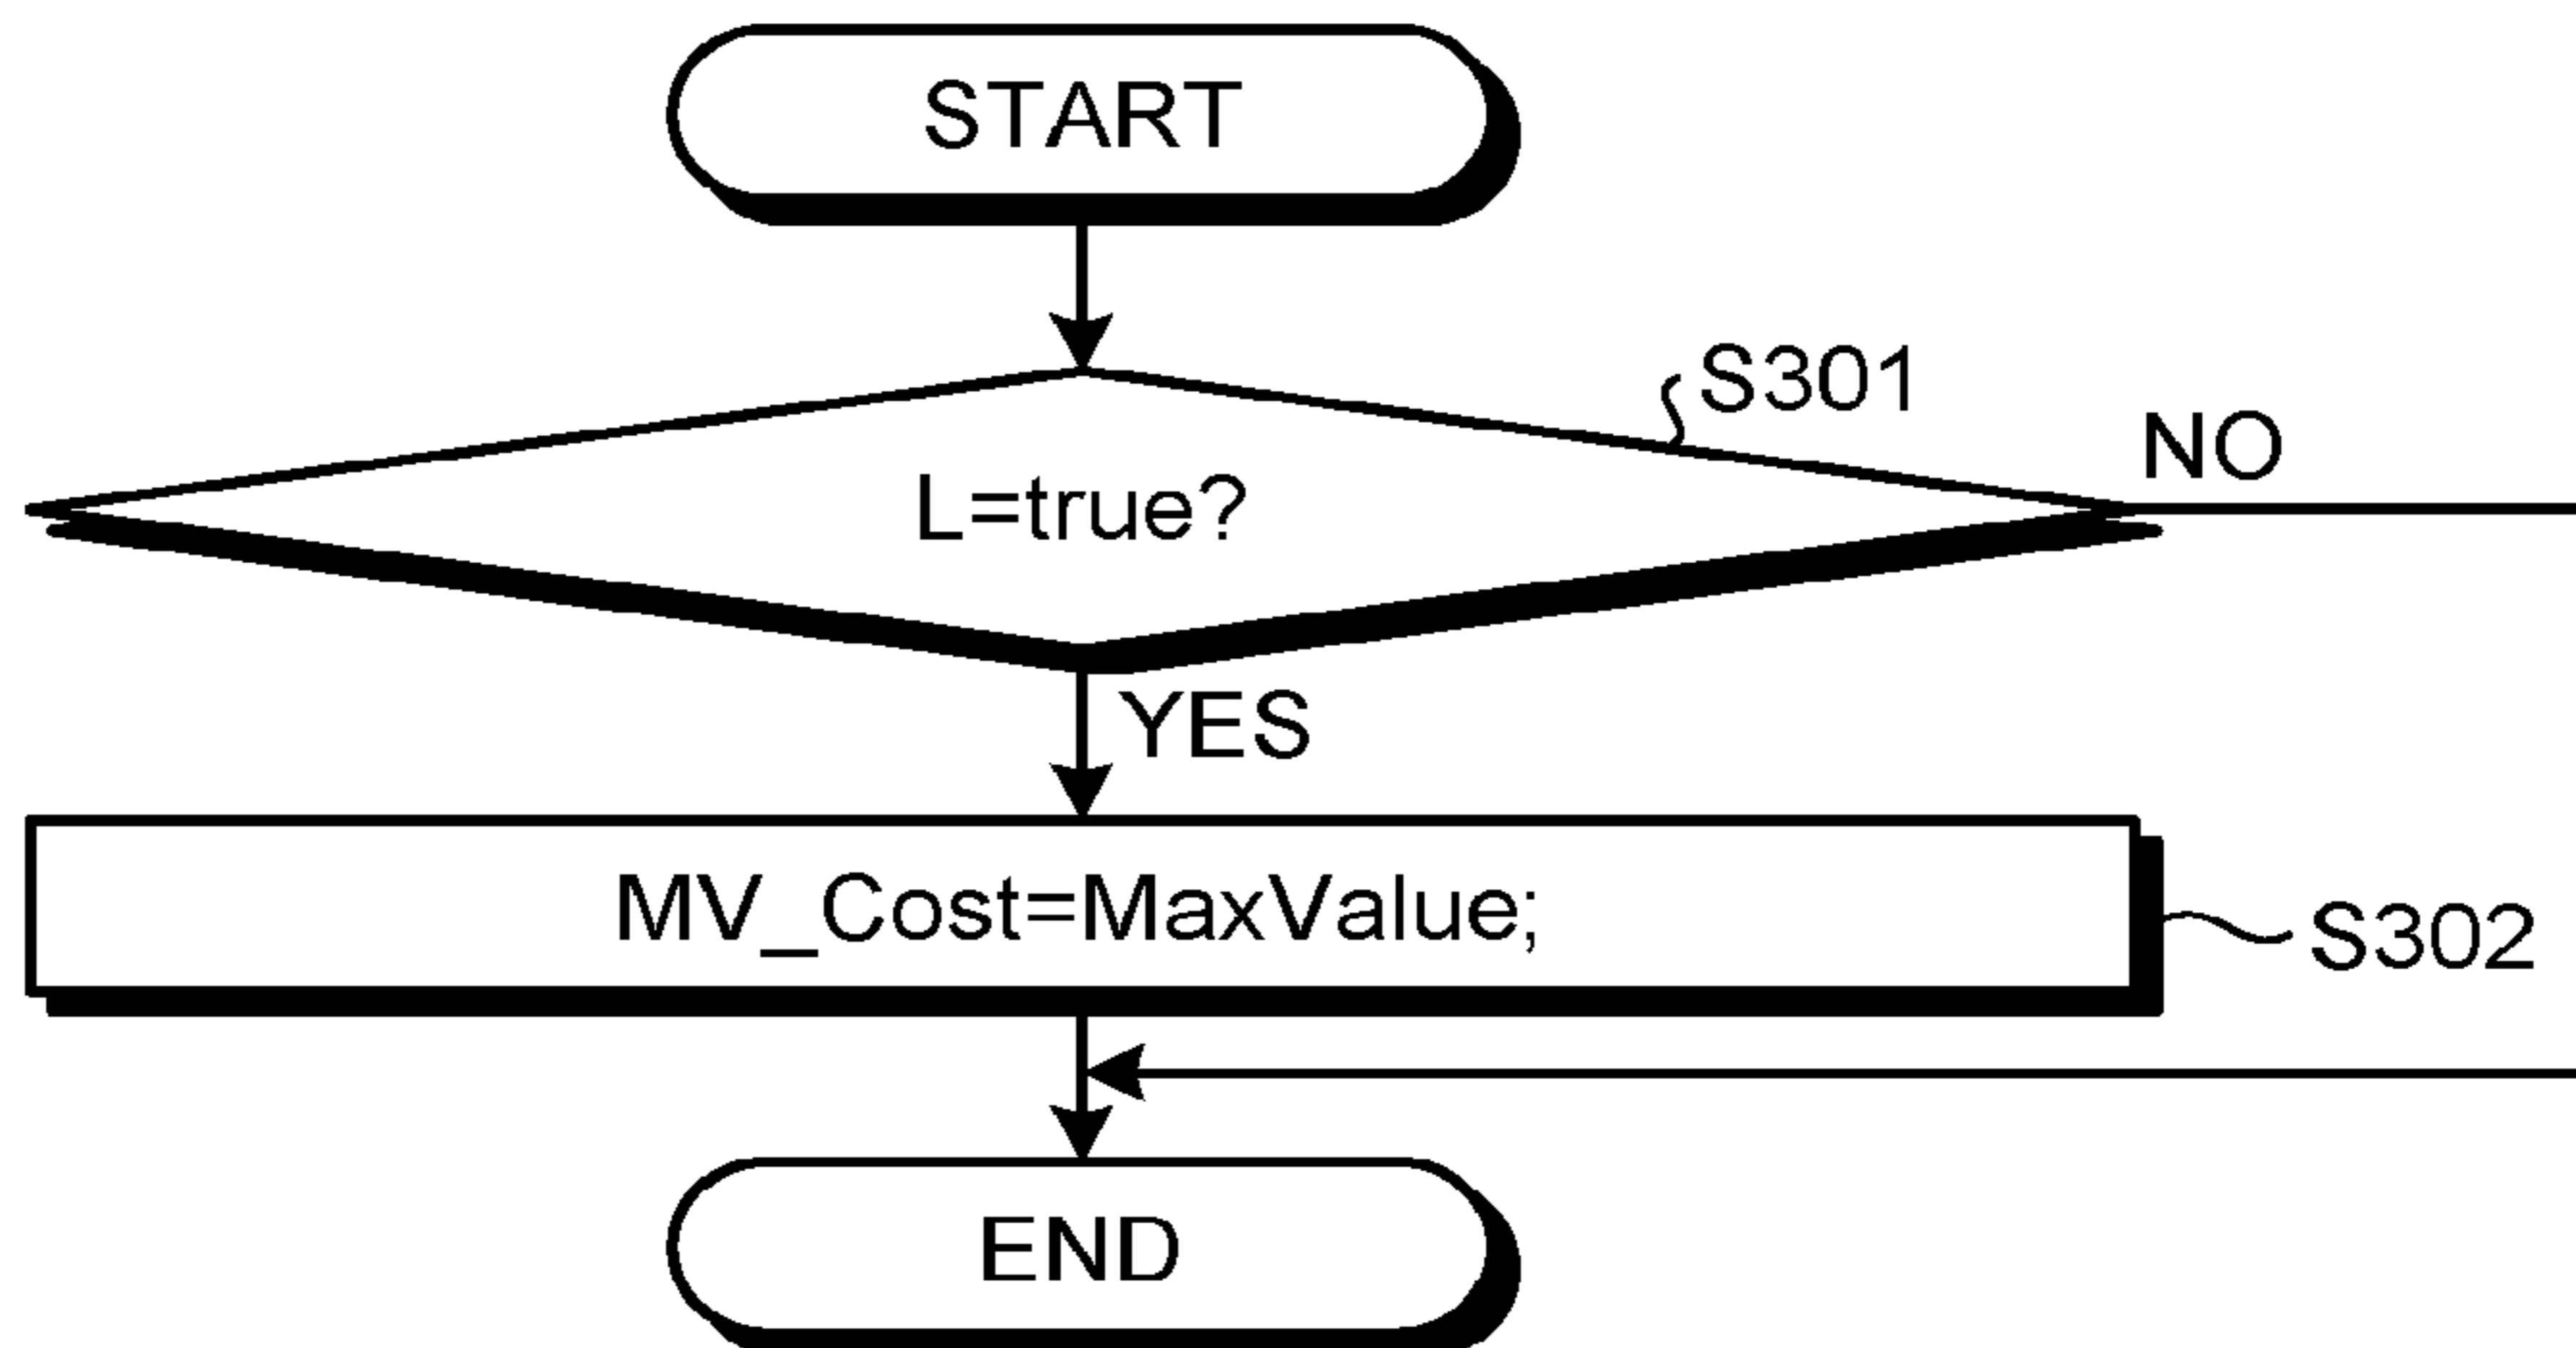 START
S301
NO
L=true?
YES
MV_Cost=MaxValue;
S302
END